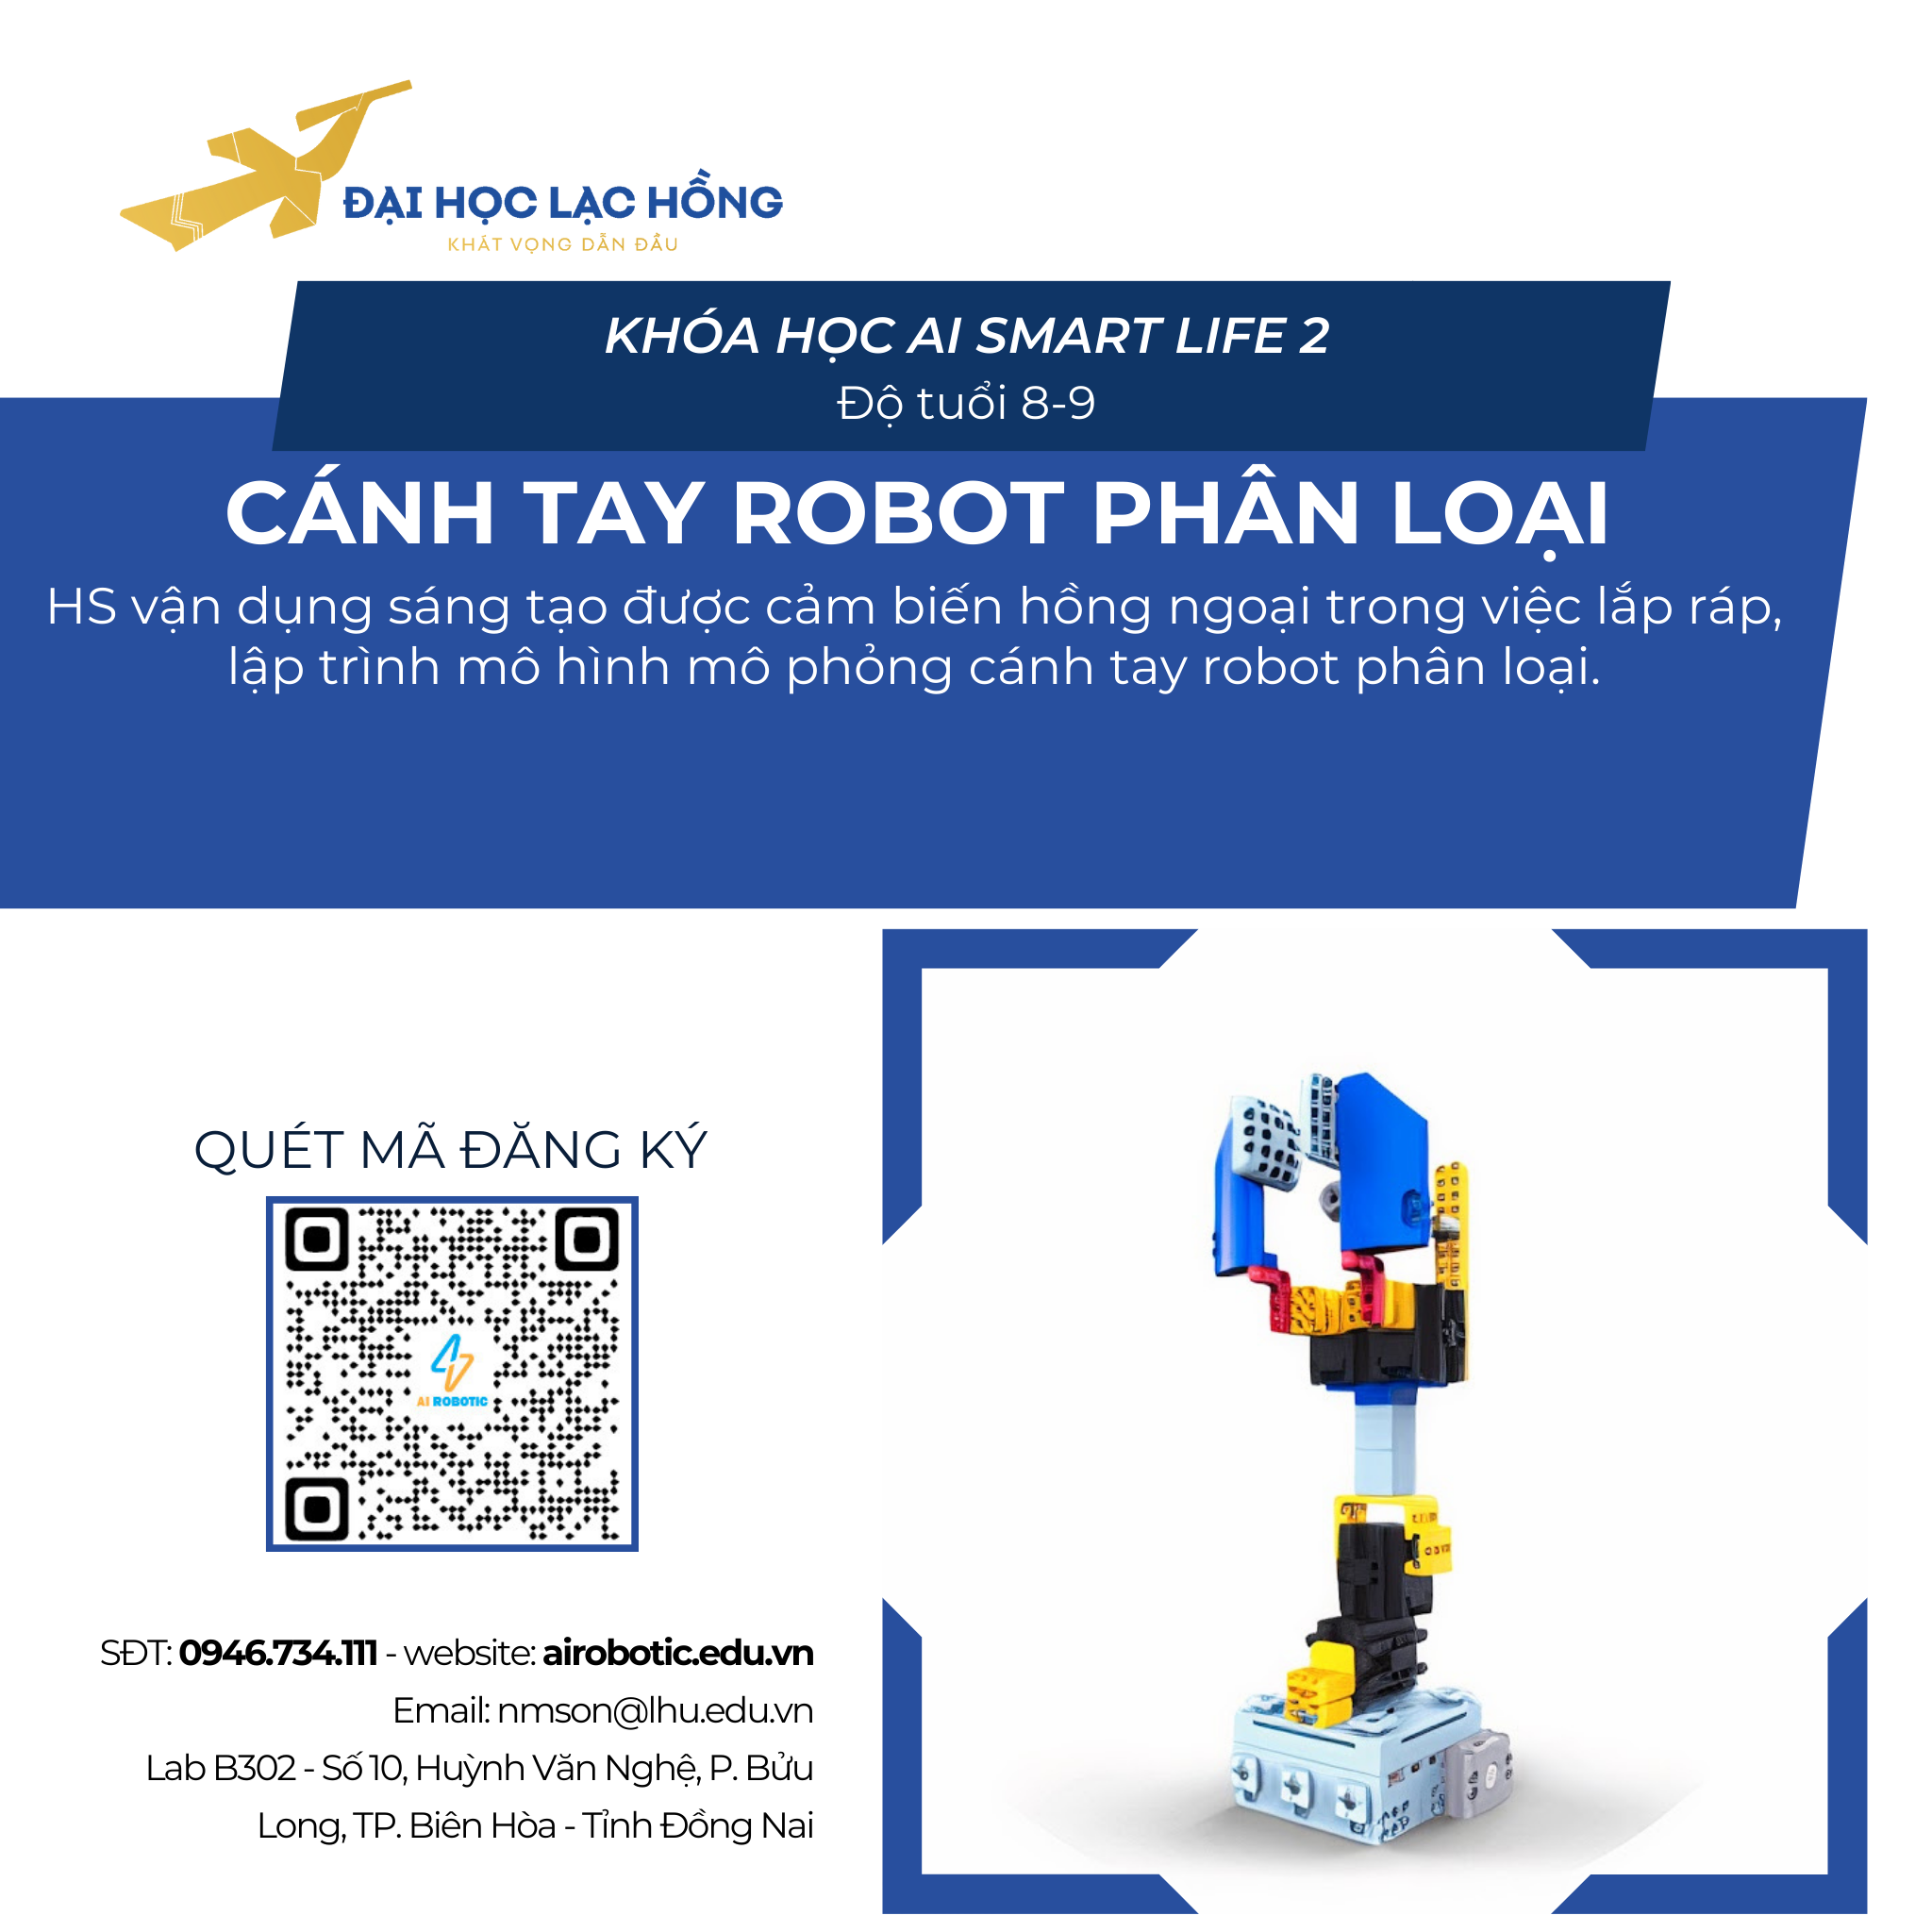 ĐẠI HỌC LẠC HỒNG
KHÁT VỌNG DẪN ĐẦU
KHÓA HỌC AI SMART LIFE 2
Độ tuổi 8-9
CÁNH TAY ROBOT PHÂN LOẠI
HS vận dụng sáng tạo được cảm biến hồng ngoại trong việc lắp ráp,
lập trình mô hình mô phỏng cánh tay robot phân loại.
QUÉT MÃ ĐĂNG KÝ
AI ROBOTIC
SĐT: 0946.734.111 - website: airobotic.edu.vn
Email: nmson@lhu.edu.vn
Lab B302 - Số 10, Huỳnh Văn Nghệ, P. Bửu
Long, TP. Biên Hòa - Tỉnh Đồng Nai